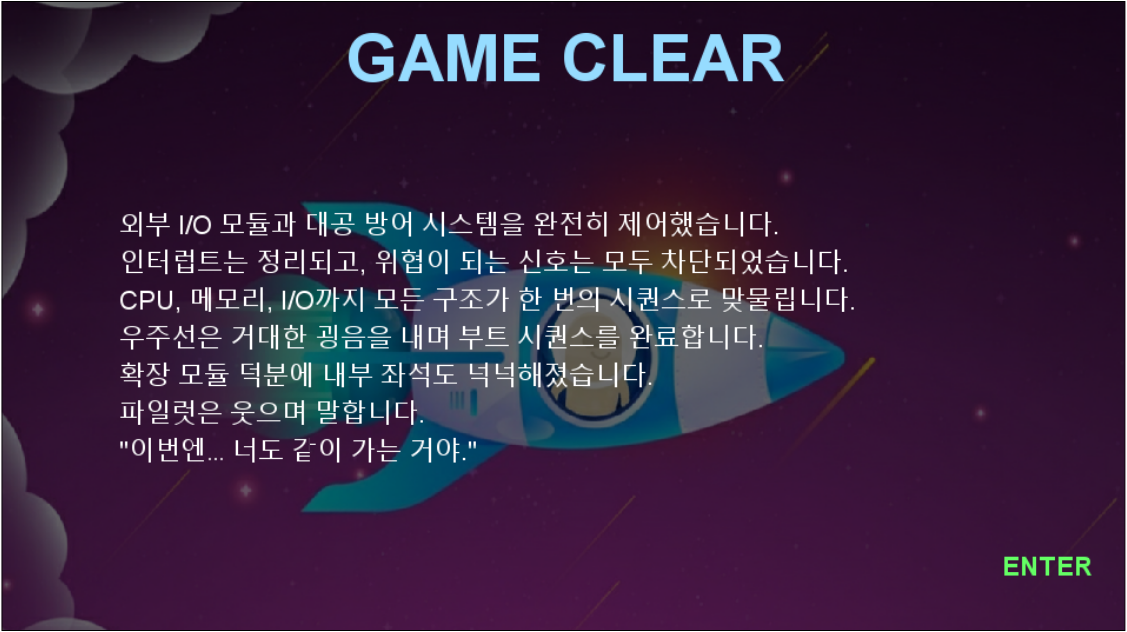 GAME CLEAR
외부 I/O 모듈과 대공 방어 시스템을 완전히 제어했습니다.
인터럽트는 정리되고, 위협이 되는 신호는 모두 차단되었습니다.
CPU, 메모리, I/O까지 모든 구조가 한 번의 시퀀스로 맞물립니다.
우주선은 거대한 굉음을 내며 부트 시퀀스를 완료합니다.
확장 모듈 덕분에 내부 좌석도 넉넉해졌습니다.
파일럿은 웃으며 말합니다.
"이번엔... 너도 같이 가는 거야."
ENTER